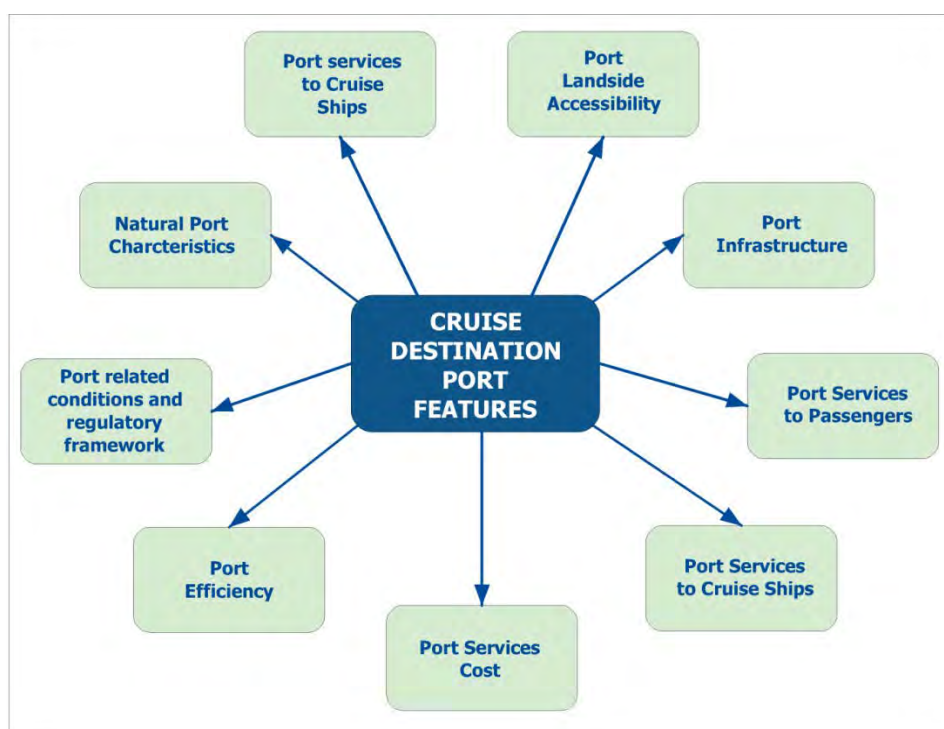 Port services
to Cruise
Ships
Port
Landside
Accessibility
Natural Port
Charcteristics
Port
Infrastructure
CRUISE
DESTINATION
PORT
FEATURES
Port related
conditions and
regulatory
framework
Port Services
to Passengers
Port
Efficiency
Port Services
to Cruise Ships
Port Services
Cost